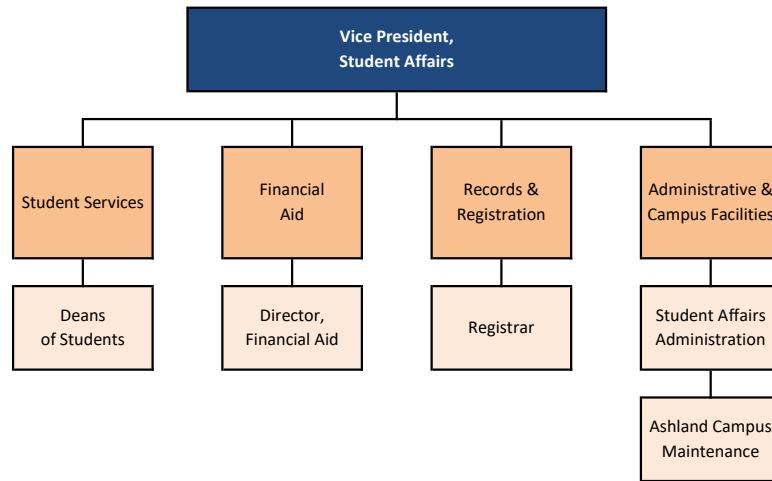 Vice President,
Student Affairs
Student Services
Financial
Aid
Records &
Registration
Administrative &
Campus Facilities
Deans
of Students
Director,
Financial Aid
Registrar
Student Affairs
Administration
Ashland Campus
Maintenance